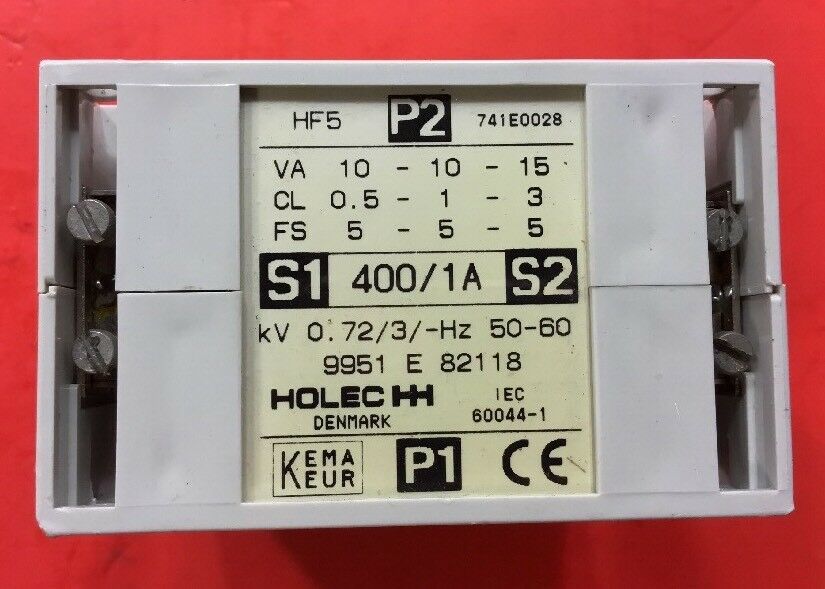 HF5 P2 741E0028
VA 10 - 10 - 15
CL 0.5 - 1 - 3
FS 5 - 5 - 5
S1 400/1A S2
kV 0.72/3/-Hz 50-60
9951 E 82118
HOLEC HH IEC
DENMARK 60044-1
KEMA KEUR P1 CE